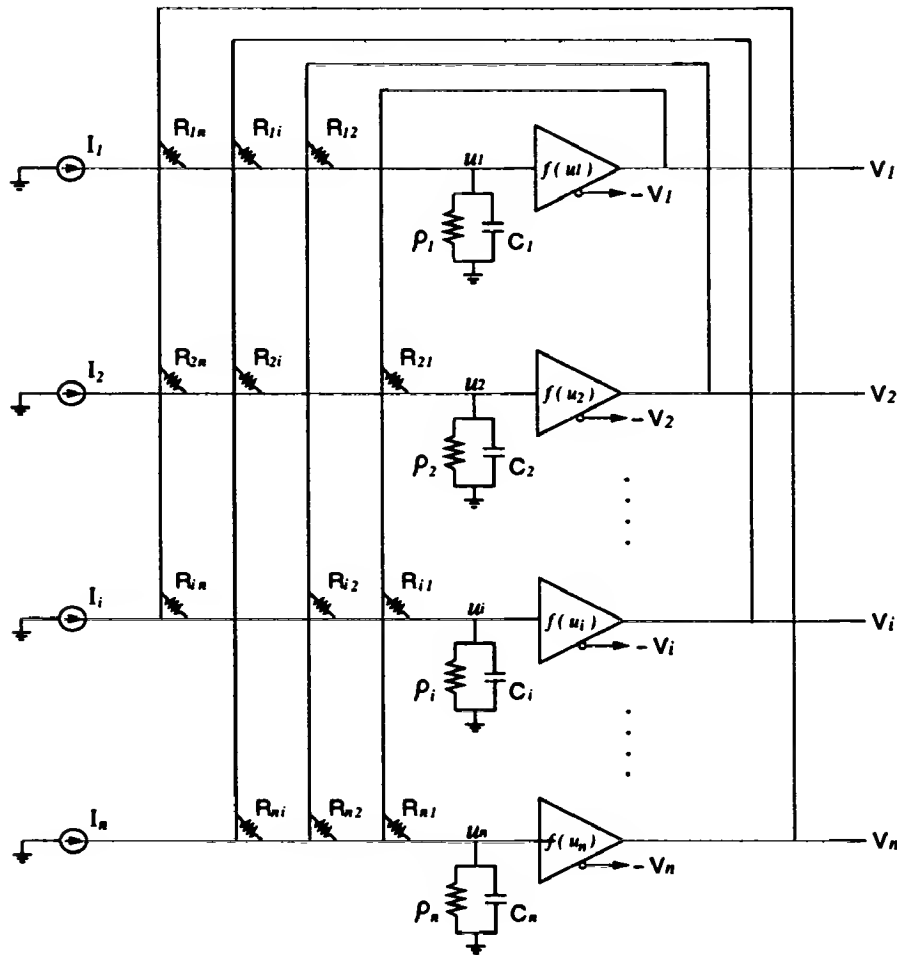 R1n R1i R12
I1 u1 f(u1) V1
-V1
ρ1 C1
R2n R2i R21
I2 u2 f(u2) V2
-V2
ρ2 C2
Rin Ri2 Ri1
Ii ui f(ui) Vi
-Vi
ρi Ci
Rni Rn2 Rn1
In un f(un) Vn
-Vn
ρn Cn